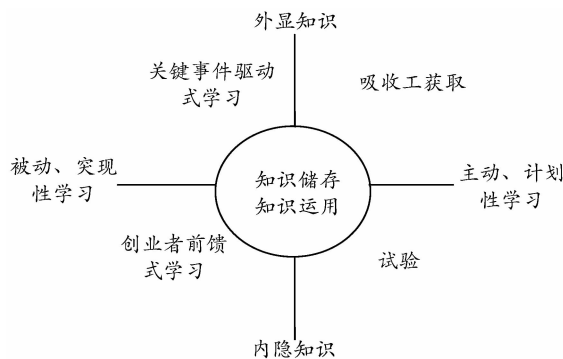 外显知识
关键事件驱动
式学习
吸收工获取
被动、突现
性学习
知识储存
知识运用
主动、计划
性学习
创业者前馈
式学习
试验
内隐知识